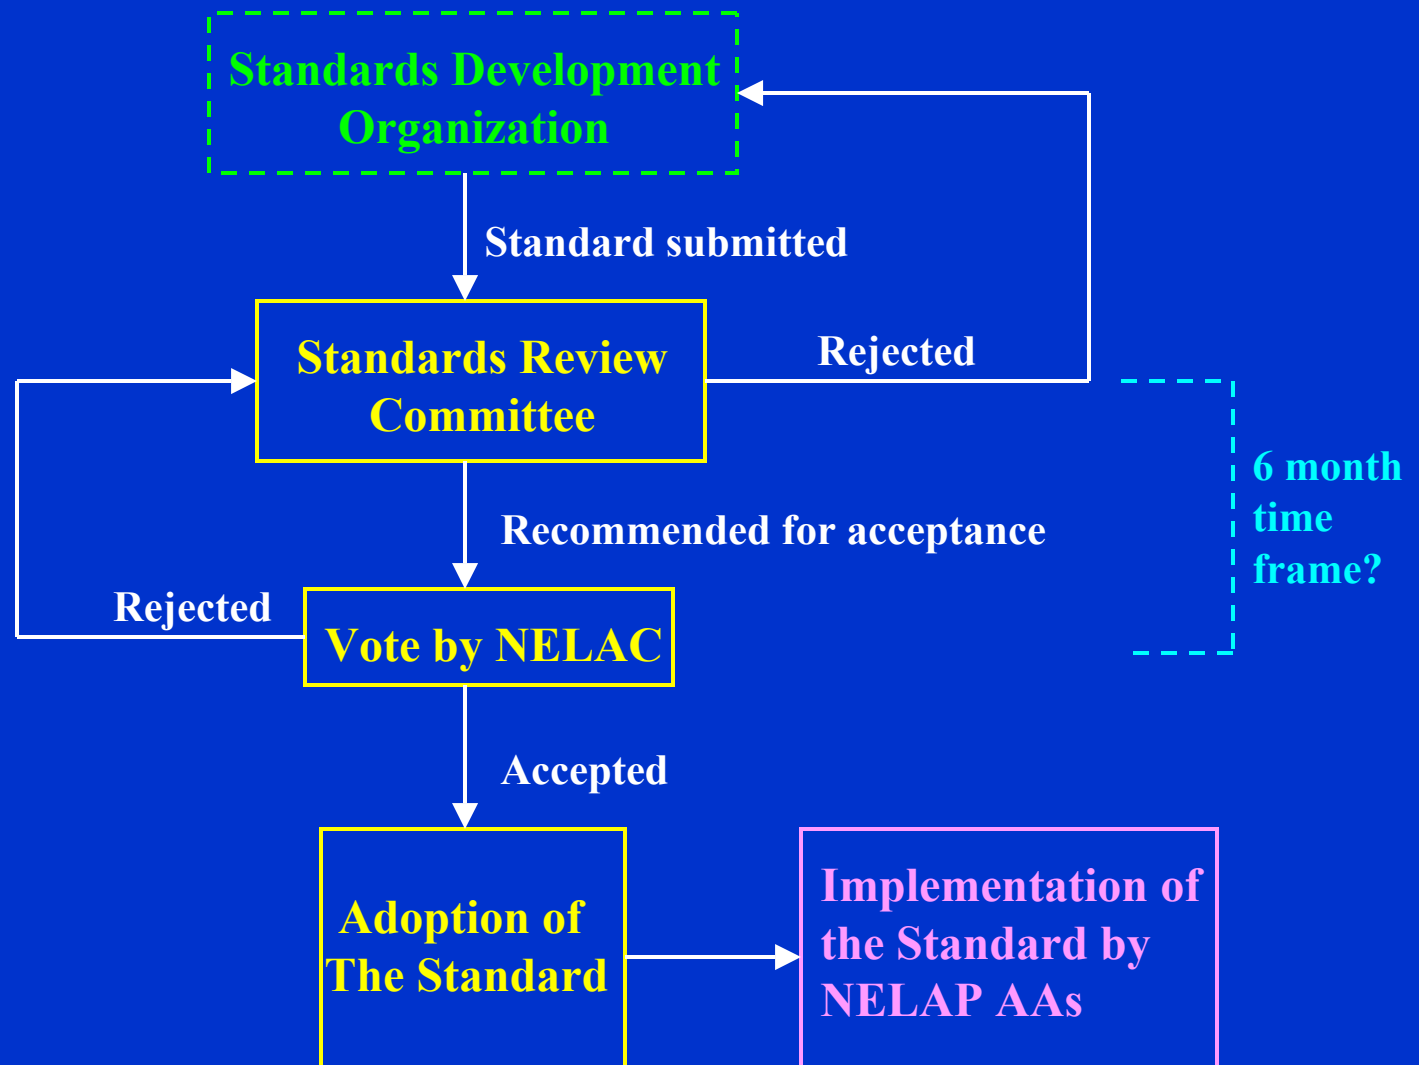 Standards Development
Organization
Standard submitted
Standards Review
Committee
Rejected
6 month
time
frame?
Recommended for acceptance
Rejected
Vote by NELAC
Accepted
Adoption of
The Standard
Implementation of
the Standard by
NELAP AAs